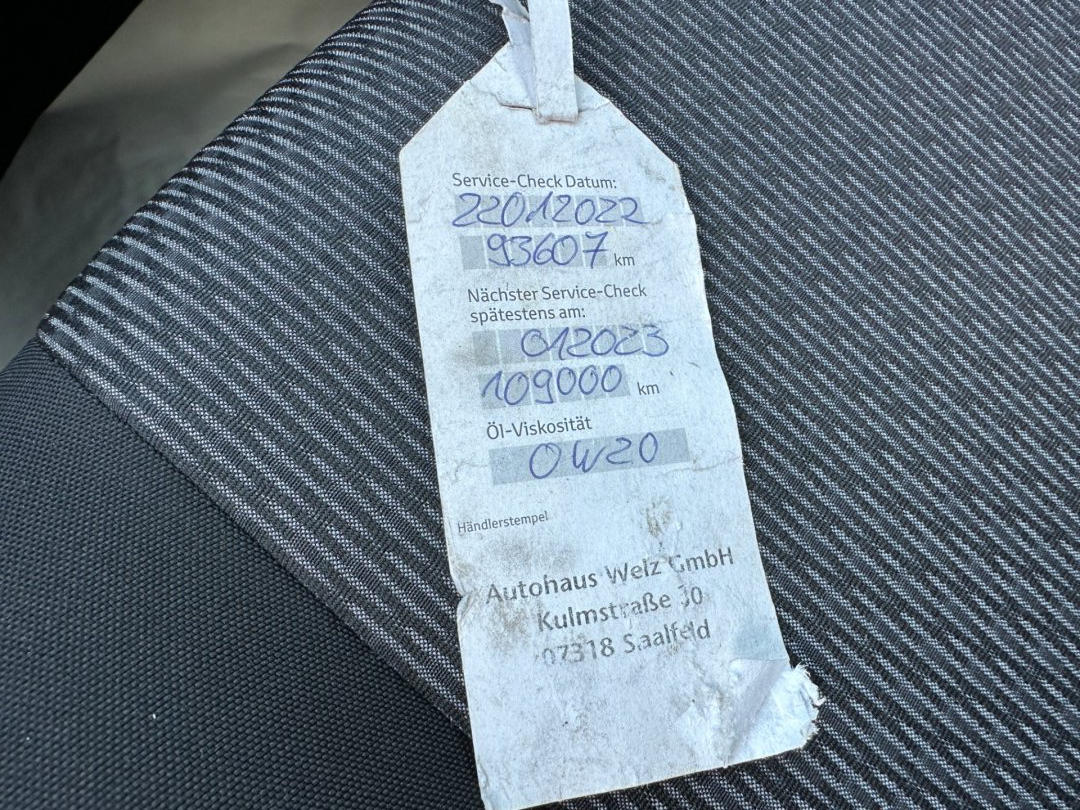 Service-Check Datum:
22012022
93607 km
Nächster Service-Check
spätestens am:
012023
109000 km
Öl-Viskosität
0W20
Händlerstempel
Autohaus Welz GmbH
Kulmstraße 30
07318 Saalfeld